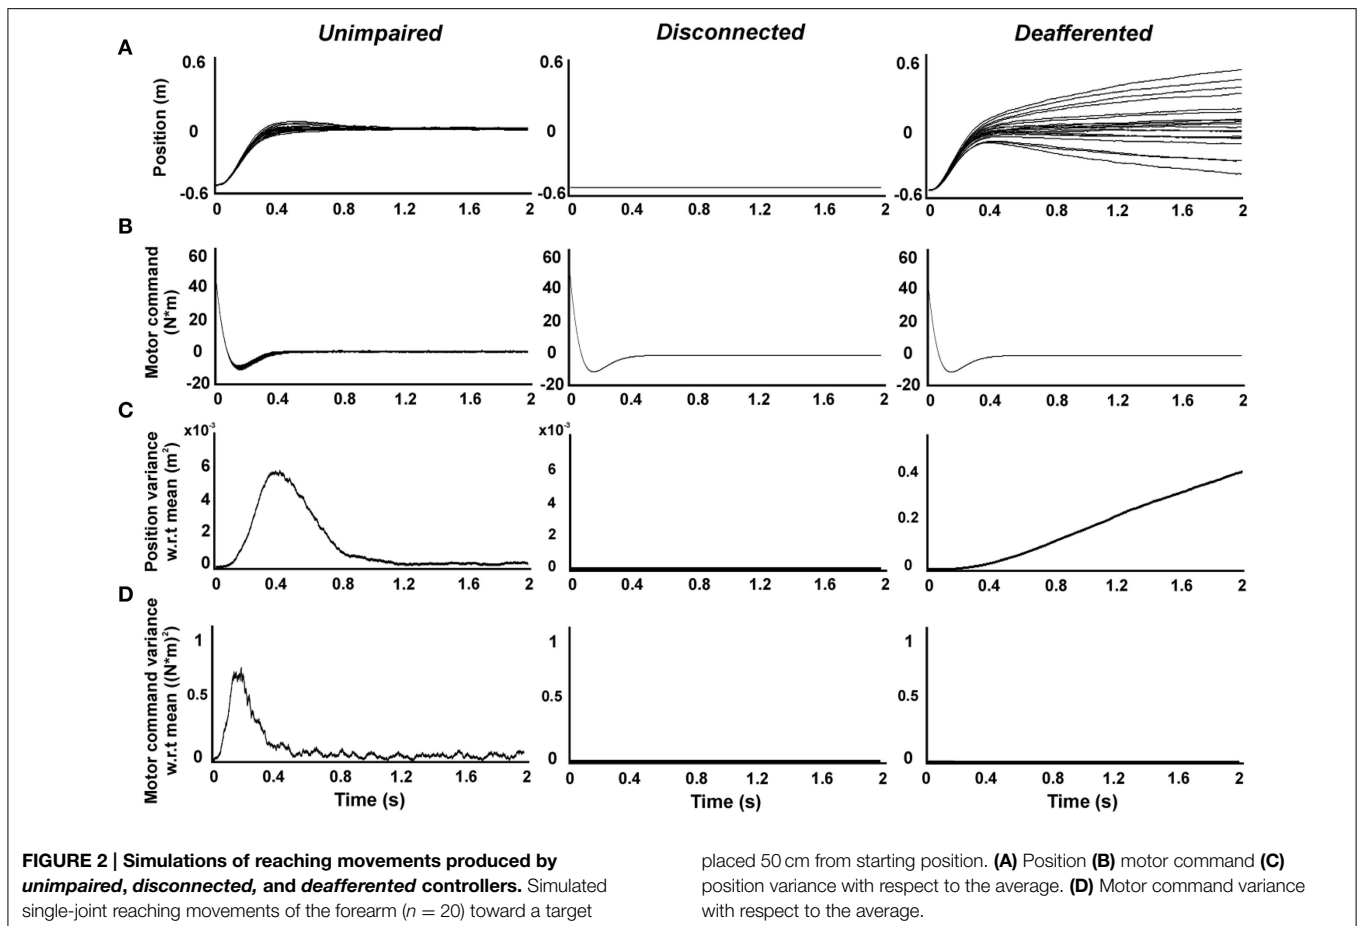 Unimpaired Disconnected Deafferented
A
Position (m)
0.6 0.6 0.6
0 0 0
-0.6 -0.6 -0.6
0 0.4 0.8 1.2 1.6 2 0 0.4 0.8 1.2 1.6 2 0 0.4 0.8 1.2 1.6 2
B
Motor command
(N*m)
60 60 60
40 40 40
20 20 20
0 0 0
-20 -20 -20
0 0.4 0.8 1.2 1.6 2 0 0.4 0.8 1.2 1.6 2 0 0.4 0.8 1.2 1.6 2
C
Position variance
w.r.t mean (m²)
x10⁻³ x10⁻³
6 6 0.4
4 4 0.2
2 2
0 0 0
0 0.4 0.8 1.2 1.6 2 0 0.4 0.8 1.2 1.6 2 0 0.4 0.8 1.2 1.6 2
D
Motor command variance
w.r.t mean ((N*m)²)
1 1 1
0.5 0.5 0.5
0 0 0
0 0.4 0.8 1.2 1.6 2 0 0.4 0.8 1.2 1.6 2 0 0.4 0.8 1.2 1.6 2
Time (s) Time (s) Time (s)
FIGURE 2 | Simulations of reaching movements produced by
unimpaired, disconnected, and deafferented controllers. Simulated
single-joint reaching movements of the forearm (n = 20) toward a target
placed 50 cm from starting position. (A) Position (B) motor command (C)
position variance with respect to the average. (D) Motor command variance
with respect to the average.